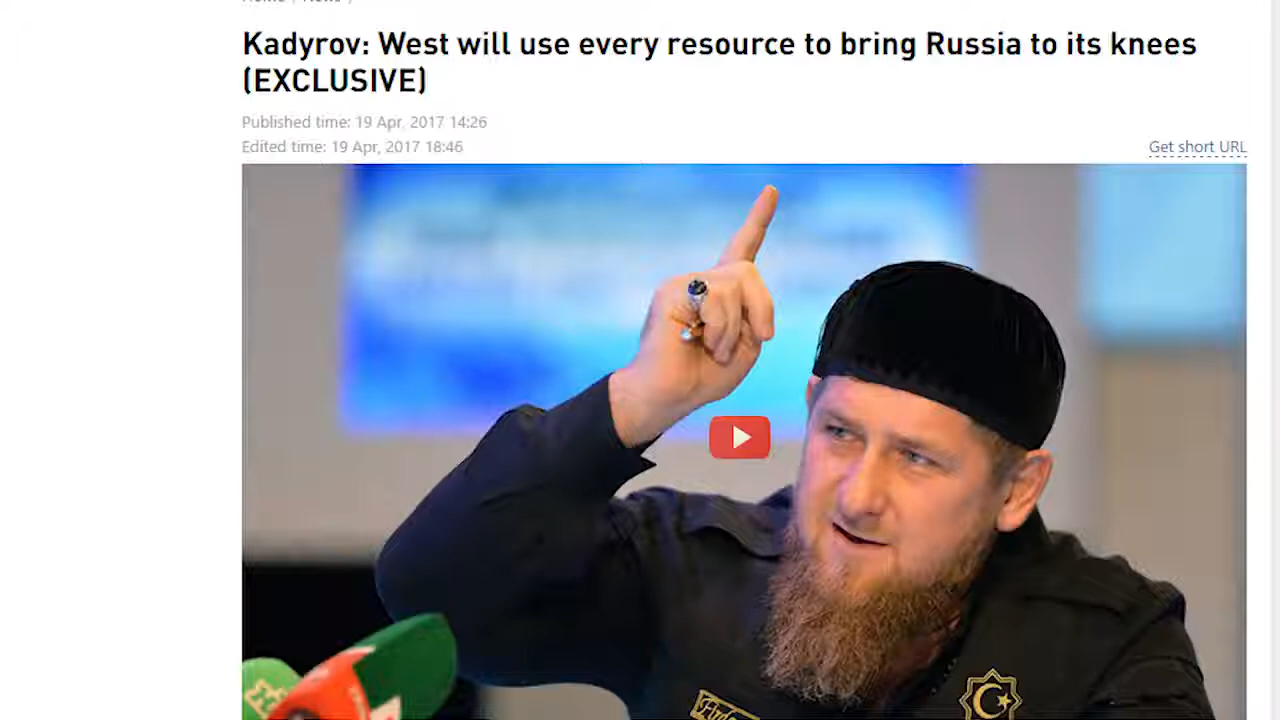 Kadyrov: West will use every resource to bring Russia to its knees
(EXCLUSIVE)
Published time: 19 Apr, 2017 14:26
Edited time: 19 Apr, 2017 18:46
Get short URL